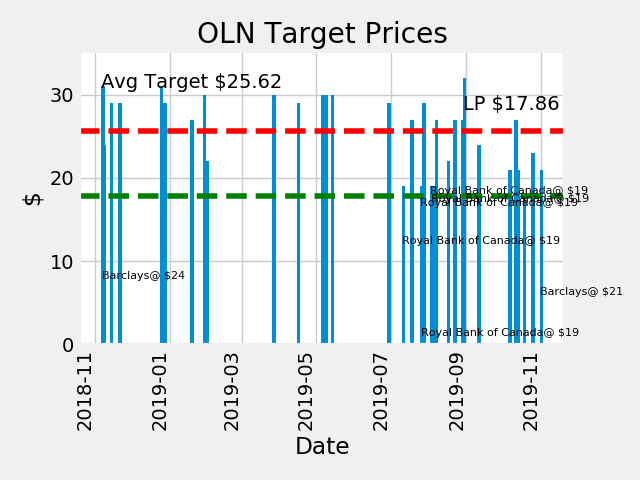 OLN Target Prices
Avg Target $25.62
LP $17.86
30
20
10
0
$
Royal Bank of Canada@ $19
Royal Bank of Canada@ $19
Royal Bank of Canada@ $19
Royal Bank of Canada@ $19
Barclays@ $24
Barclays@ $21
Royal Bank of Canada@ $19
2018-11
2019-01
2019-03
2019-05
2019-07
2019-09
2019-11
Date